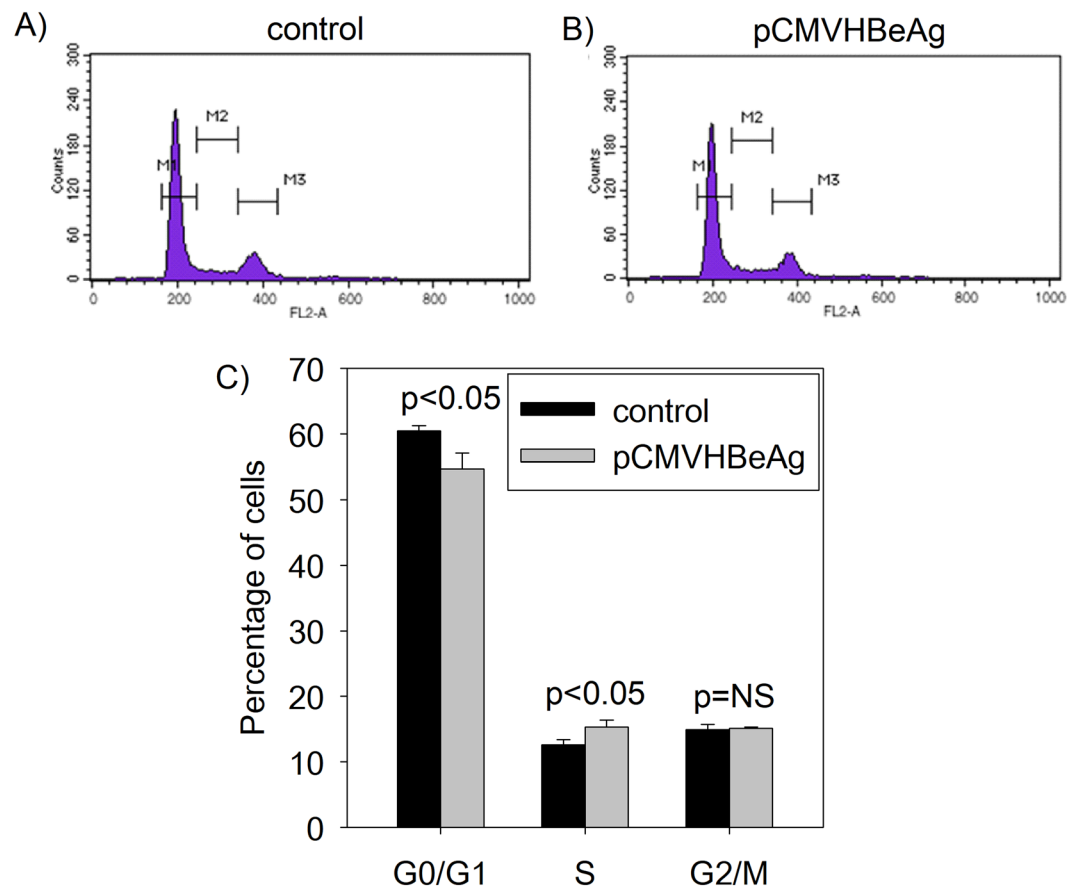 A)
control
300
240
180
120
60
0
Counts
M1
M2
M3
0 200 400 600 800 1000
FL2-A
B)
pCMVHBeAg
300
240
180
120
60
0
Counts
M
M2
M3
0 200 400 600 800 1000
FL2-A
C)
70
60
50
40
30
20
10
0
Percentage of cells
p<0.05
control
pCMVHBeAg
p<0.05
p=NS
G0/G1 S G2/M